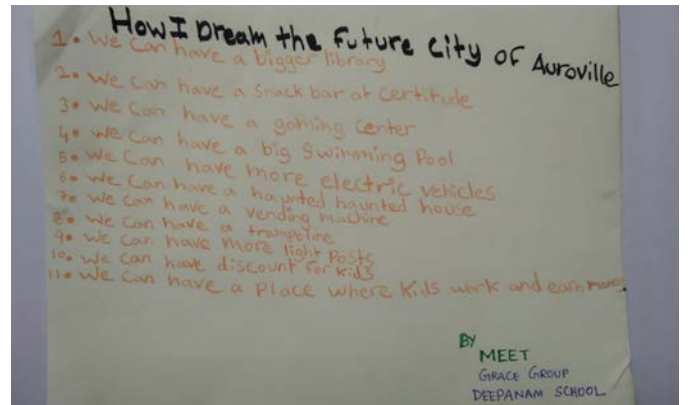 How I Dream the Future City of Auroville
1. We Can have a bigger library
2. We Can have a snack bar at Certitude
3. We Can have a gaming Center
4. We Can have a big Swimming Pool
5. We Can have more electric vehicles
6. We Can have a haunted haunted house
7. We Can have a vending machine
8. We Can have a trampoline
9. We Can have more light Posts
10. We Can have discount for kids
11. We Can have a Place where Kids work and earn
By
MEET
GRACE GROUP
DEEPANAM SCHOOL